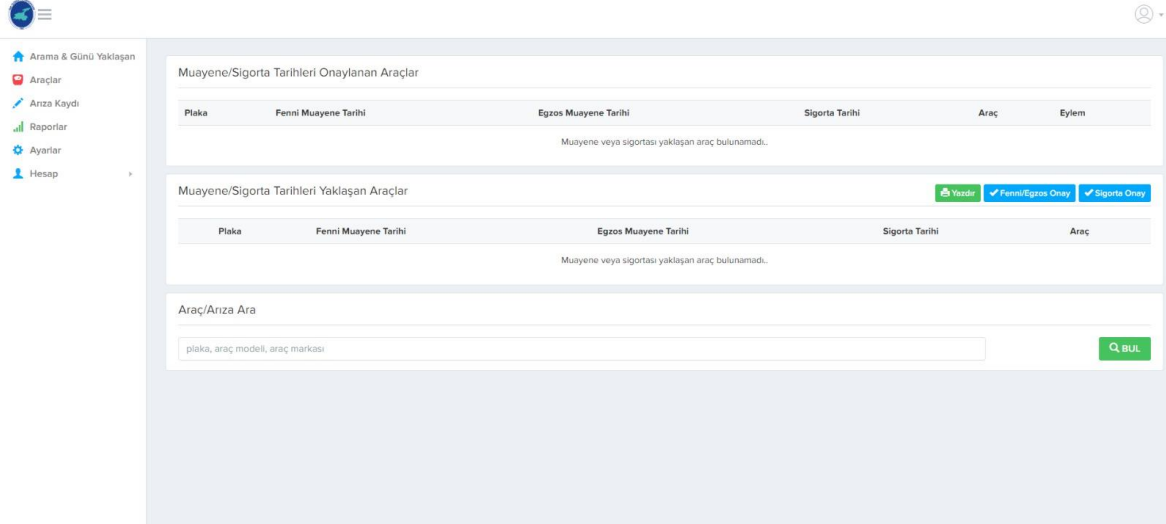 Arama & Günü Yaklaşan
Araçlar
Arıza Kaydı
Raporlar
Ayarlar
Hesap
Muayene/Sigorta Tarihleri Onaylanan Araçlar
Plaka Fenni Muayene Tarihi Egzos Muayene Tarihi Sigorta Tarihi Araç Eylem
Muayene veya sigortası yaklaşan araç bulunamadı..
Muayene/Sigorta Tarihleri Yaklaşan Araçlar Yazdır Fenni/Egzos Onay Sigorta Onay
Plaka Fenni Muayene Tarihi Egzos Muayene Tarihi Sigorta Tarihi Araç
Muayene veya sigortası yaklaşan araç bulunamadı..
Araç/Arıza Ara
plaka, araç modeli, araç markası BUL